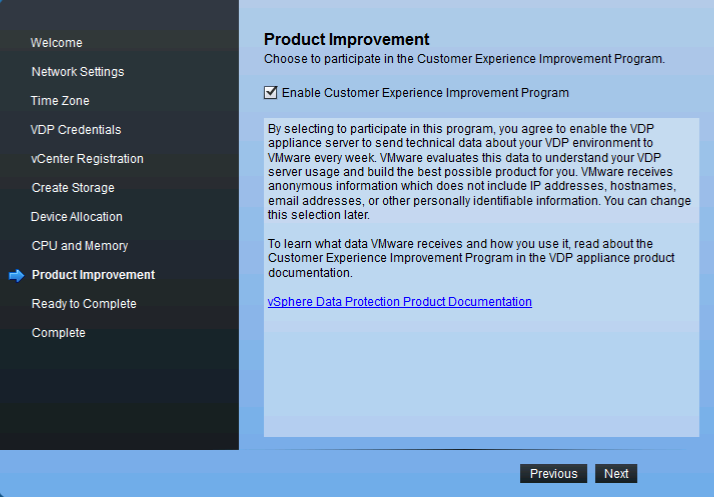 Welcome
Network Settings
Time Zone
VDP Credentials
vCenter Registration
Create Storage
Device Allocation
CPU and Memory
Product Improvement
Ready to Complete
Complete
Product Improvement
Choose to participate in the Customer Experience Improvement Program.
Enable Customer Experience Improvement Program
By selecting to participate in this program, you agree to enable the VDP
appliance server to send technical data about your VDP environment to
VMware every week. VMware evaluates this data to understand your VDP
server usage and build the best possible product for you. VMware receives
anonymous information which does not include IP addresses, hostnames,
email addresses, or other personally identifiable information. You can change
this selection later.
To learn what data VMware receives and how you use it, read about the
Customer Experience Improvement Program in the VDP appliance product
documentation.
vSphere Data Protection Product Documentation
Previous
Next